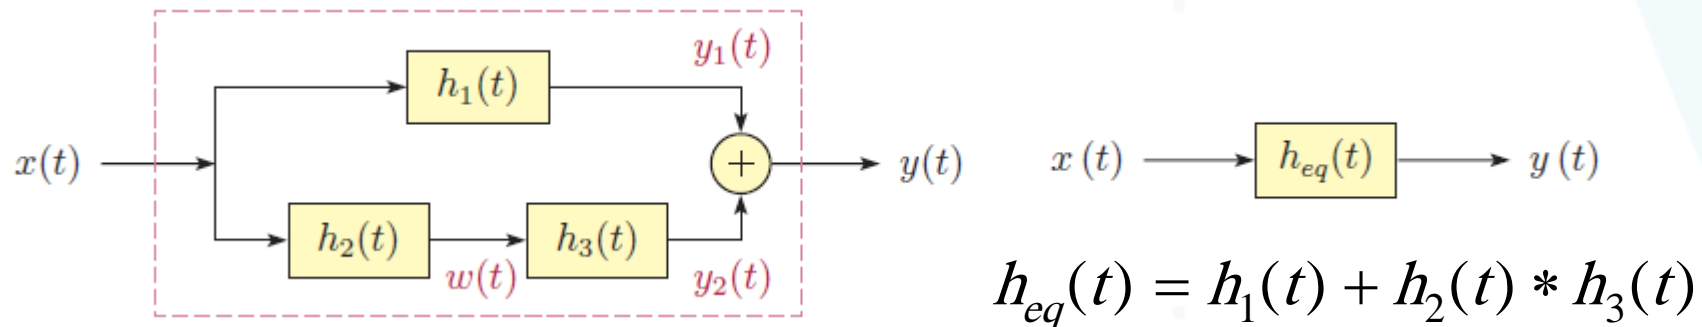 y₁(t)
h₁(t)
x(t)
+
y(t)
h₂(t)
w(t)
h₃(t)
y₂(t)
x (t)
h_eq(t)
y (t)
h_eq(t) = h₁(t) + h₂(t) * h₃(t)